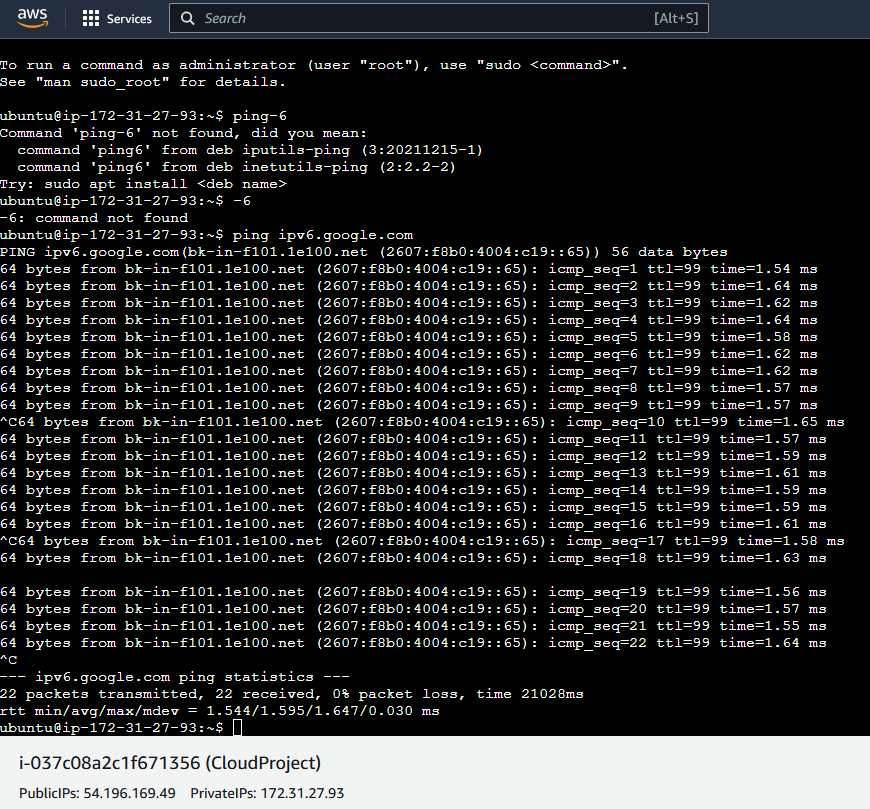 aws
Services
Search
[Alt+S]
To run a command as administrator (user "root"), use "sudo <command>".
See "man sudo_root" for details.
ubuntu@ip-172-31-27-93:~$ ping-6
Command 'ping-6' not found, did you mean:
  command 'ping6' from deb iputils-ping (3:20211215-1)
  command 'ping6' from deb inetutils-ping (2:2.2-2)
Try: sudo apt install <deb name>
ubuntu@ip-172-31-27-93:~$ -6
-6: command not found
ubuntu@ip-172-31-27-93:~$ ping ipv6.google.com
PING ipv6.google.com(bk-in-f101.1e100.net (2607:f8b0:4004:c19::65)) 56 data bytes
64 bytes from bk-in-f101.1e100.net (2607:f8b0:4004:c19::65): icmp_seq=1 ttl=99 time=1.54 ms
64 bytes from bk-in-f101.1e100.net (2607:f8b0:4004:c19::65): icmp_seq=2 ttl=99 time=1.64 ms
64 bytes from bk-in-f101.1e100.net (2607:f8b0:4004:c19::65): icmp_seq=3 ttl=99 time=1.62 ms
64 bytes from bk-in-f101.1e100.net (2607:f8b0:4004:c19::65): icmp_seq=4 ttl=99 time=1.64 ms
64 bytes from bk-in-f101.1e100.net (2607:f8b0:4004:c19::65): icmp_seq=5 ttl=99 time=1.58 ms
64 bytes from bk-in-f101.1e100.net (2607:f8b0:4004:c19::65): icmp_seq=6 ttl=99 time=1.62 ms
64 bytes from bk-in-f101.1e100.net (2607:f8b0:4004:c19::65): icmp_seq=7 ttl=99 time=1.62 ms
64 bytes from bk-in-f101.1e100.net (2607:f8b0:4004:c19::65): icmp_seq=8 ttl=99 time=1.57 ms
64 bytes from bk-in-f101.1e100.net (2607:f8b0:4004:c19::65): icmp_seq=9 ttl=99 time=1.57 ms
^C64 bytes from bk-in-f101.1e100.net (2607:f8b0:4004:c19::65): icmp_seq=10 ttl=99 time=1.65 ms
64 bytes from bk-in-f101.1e100.net (2607:f8b0:4004:c19::65): icmp_seq=11 ttl=99 time=1.57 ms
64 bytes from bk-in-f101.1e100.net (2607:f8b0:4004:c19::65): icmp_seq=12 ttl=99 time=1.59 ms
64 bytes from bk-in-f101.1e100.net (2607:f8b0:4004:c19::65): icmp_seq=13 ttl=99 time=1.61 ms
64 bytes from bk-in-f101.1e100.net (2607:f8b0:4004:c19::65): icmp_seq=14 ttl=99 time=1.59 ms
64 bytes from bk-in-f101.1e100.net (2607:f8b0:4004:c19::65): icmp_seq=15 ttl=99 time=1.59 ms
64 bytes from bk-in-f101.1e100.net (2607:f8b0:4004:c19::65): icmp_seq=16 ttl=99 time=1.61 ms
^C64 bytes from bk-in-f101.1e100.net (2607:f8b0:4004:c19::65): icmp_seq=17 ttl=99 time=1.58 ms
64 bytes from bk-in-f101.1e100.net (2607:f8b0:4004:c19::65): icmp_seq=18 ttl=99 time=1.63 ms
64 bytes from bk-in-f101.1e100.net (2607:f8b0:4004:c19::65): icmp_seq=19 ttl=99 time=1.56 ms
64 bytes from bk-in-f101.1e100.net (2607:f8b0:4004:c19::65): icmp_seq=20 ttl=99 time=1.57 ms
64 bytes from bk-in-f101.1e100.net (2607:f8b0:4004:c19::65): icmp_seq=21 ttl=99 time=1.55 ms
64 bytes from bk-in-f101.1e100.net (2607:f8b0:4004:c19::65): icmp_seq=22 ttl=99 time=1.64 ms
^C
--- ipv6.google.com ping statistics ---
22 packets transmitted, 22 received, 0% packet loss, time 21028ms
rtt min/avg/max/mdev = 1.544/1.595/1.647/0.030 ms
ubuntu@ip-172-31-27-93:~$
i-037c08a2c1f671356 (CloudProject)
PublicIPs: 54.196.169.49 PrivateIPs: 172.31.27.93